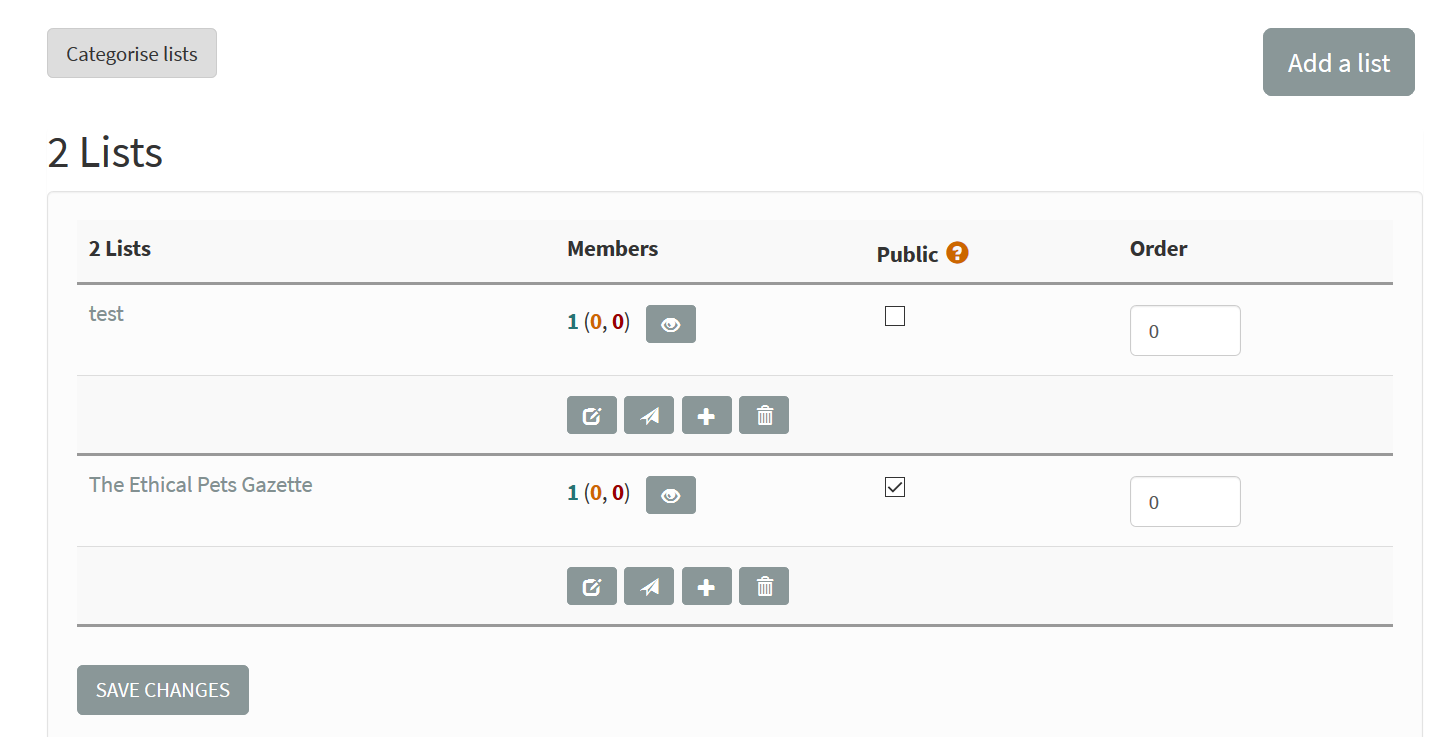 Categorise lists
Add a list
2 Lists
2 Lists Members Public ? Order
test 1 (0, 0) 0
The Ethical Pets Gazette 1 (0, 0) 0
SAVE CHANGES